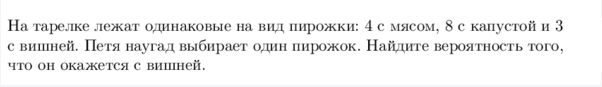 На тарелке лежат одинаковые на вид пирожки: 4 с мясом, 8 с капустой и 3
с вишней. Петя наугад выбирает один пирожок. Найдите вероятность того,
что он окажется с вишней.